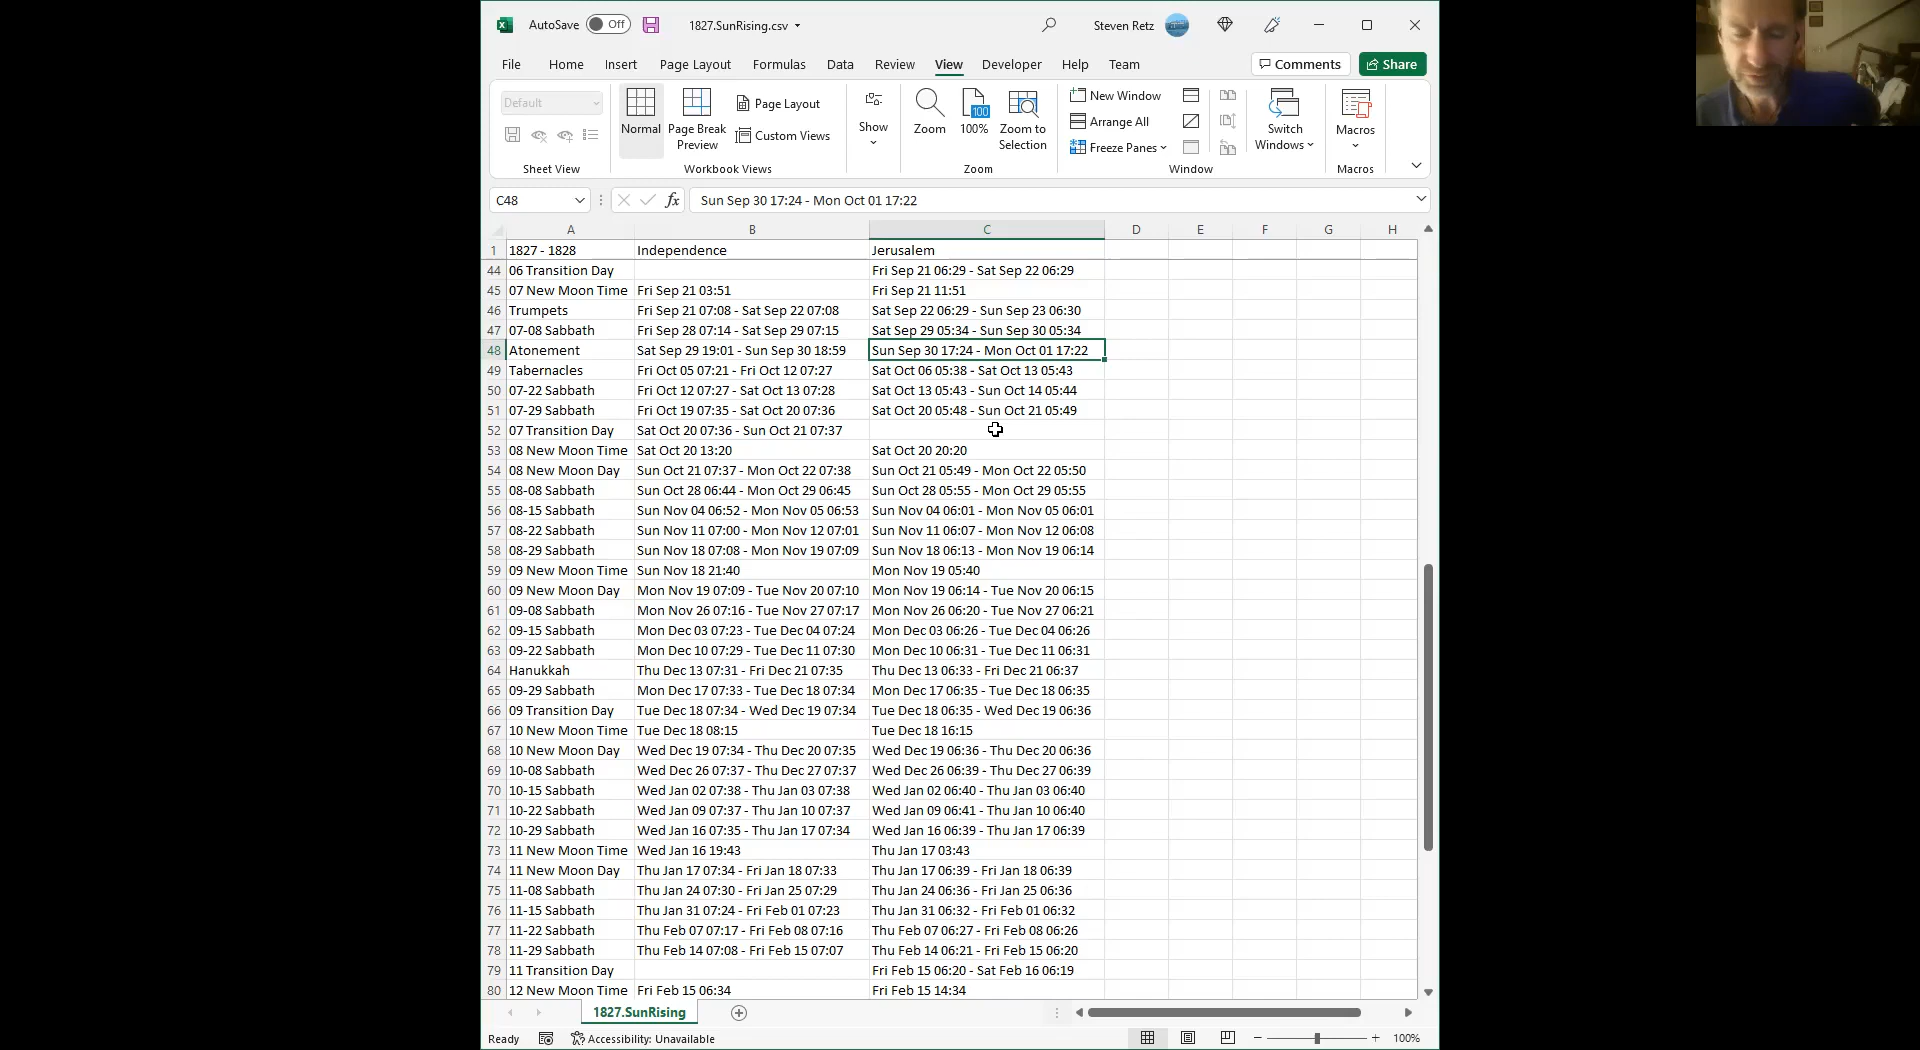 AutoSave Off 1827.SunRising.csv Steven Retz
File Home Insert Page Layout Formulas Data Review View Developer Help Team Comments Share
Default
Normal
Page Break Preview
Page Layout
Custom Views
Show
Zoom
100
100%
Zoom to Selection
New Window
Arrange All
Freeze Panes
Switch Windows
Macros
Sheet View Workbook Views Zoom Window Macros
C48 fx Sun Sep 30 17:24 - Mon Oct 01 17:22
A B C D E F G H
1 1827 - 1828 Independence Jerusalem
44 06 Transition Day Fri Sep 21 06:29 - Sat Sep 22 06:29
45 07 New Moon Time Fri Sep 21 03:51 Fri Sep 21 11:51
46 Trumpets Fri Sep 21 07:08 - Sat Sep 22 07:08 Sat Sep 22 06:29 - Sun Sep 23 06:30
47 07-08 Sabbath Fri Sep 28 07:14 - Sat Sep 29 07:15 Sat Sep 29 05:34 - Sun Sep 30 05:34
48 Atonement Sat Sep 29 19:01 - Sun Sep 30 18:59 Sun Sep 30 17:24 - Mon Oct 01 17:22
49 Tabernacles Fri Oct 05 07:21 - Fri Oct 12 07:27 Sat Oct 06 05:38 - Sat Oct 13 05:43
50 07-22 Sabbath Fri Oct 12 07:27 - Sat Oct 13 07:28 Sat Oct 13 05:43 - Sun Oct 14 05:44
51 07-29 Sabbath Fri Oct 19 07:35 - Sat Oct 20 07:36 Sat Oct 20 05:48 - Sun Oct 21 05:49
52 07 Transition Day Sat Oct 20 07:36 - Sun Oct 21 07:37
53 08 New Moon Time Sat Oct 20 13:20 Sat Oct 20 20:20
54 08 New Moon Day Sun Oct 21 07:37 - Mon Oct 22 07:38 Sun Oct 21 05:49 - Mon Oct 22 05:50
55 08-08 Sabbath Sun Oct 28 06:44 - Mon Oct 29 06:45 Sun Oct 28 05:55 - Mon Oct 29 05:55
56 08-15 Sabbath Sun Nov 04 06:52 - Mon Nov 05 06:53 Sun Nov 04 06:01 - Mon Nov 05 06:01
57 08-22 Sabbath Sun Nov 11 07:00 - Mon Nov 12 07:01 Sun Nov 11 06:07 - Mon Nov 12 06:08
58 08-29 Sabbath Sun Nov 18 07:08 - Mon Nov 19 07:09 Sun Nov 18 06:13 - Mon Nov 19 06:14
59 09 New Moon Time Sun Nov 18 21:40 Mon Nov 19 05:40
60 09 New Moon Day Mon Nov 19 07:09 - Tue Nov 20 07:10 Mon Nov 19 06:14 - Tue Nov 20 06:15
61 09-08 Sabbath Mon Nov 26 07:16 - Tue Nov 27 07:17 Mon Nov 26 06:20 - Tue Nov 27 06:21
62 09-15 Sabbath Mon Dec 03 07:23 - Tue Dec 04 07:24 Mon Dec 03 06:26 - Tue Dec 04 06:26
63 09-22 Sabbath Mon Dec 10 07:29 - Tue Dec 11 07:30 Mon Dec 10 06:31 - Tue Dec 11 06:31
64 Hanukkah Thu Dec 13 07:31 - Fri Dec 21 07:35 Thu Dec 13 06:33 - Fri Dec 21 06:37
65 09-29 Sabbath Mon Dec 17 07:33 - Tue Dec 18 07:34 Mon Dec 17 06:35 - Tue Dec 18 06:35
66 09 Transition Day Tue Dec 18 07:34 - Wed Dec 19 07:34 Tue Dec 18 06:35 - Wed Dec 19 06:36
67 10 New Moon Time Tue Dec 18 08:15 Tue Dec 18 16:15
68 10 New Moon Day Wed Dec 19 07:34 - Thu Dec 20 07:35 Wed Dec 19 06:36 - Thu Dec 20 06:36
69 10-08 Sabbath Wed Dec 26 07:37 - Thu Dec 27 07:37 Wed Dec 26 06:39 - Thu Dec 27 06:39
70 10-15 Sabbath Wed Jan 02 07:38 - Thu Jan 03 07:38 Wed Jan 02 06:40 - Thu Jan 03 06:40
71 10-22 Sabbath Wed Jan 09 07:37 - Thu Jan 10 07:37 Wed Jan 09 06:41 - Thu Jan 10 06:40
72 10-29 Sabbath Wed Jan 16 07:35 - Thu Jan 17 07:34 Wed Jan 16 06:39 - Thu Jan 17 06:39
73 11 New Moon Time Wed Jan 16 19:43 Thu Jan 17 03:43
74 11 New Moon Day Thu Jan 17 07:34 - Fri Jan 18 07:33 Thu Jan 17 06:39 - Fri Jan 18 06:39
75 11-08 Sabbath Thu Jan 24 07:30 - Fri Jan 25 07:29 Thu Jan 24 06:36 - Fri Jan 25 06:36
76 11-15 Sabbath Thu Jan 31 07:24 - Fri Feb 01 07:23 Thu Jan 31 06:32 - Fri Feb 01 06:32
77 11-22 Sabbath Thu Feb 07 07:17 - Fri Feb 08 07:16 Thu Feb 07 06:27 - Fri Feb 08 06:26
78 11-29 Sabbath Thu Feb 14 07:08 - Fri Feb 15 07:07 Thu Feb 14 06:21 - Fri Feb 15 06:20
79 11 Transition Day Fri Feb 15 06:20 - Sat Feb 16 06:19
80 12 New Moon Time Fri Feb 15 06:34 Fri Feb 15 14:34
1827.SunRising
Ready Accessibility: Unavailable 100%